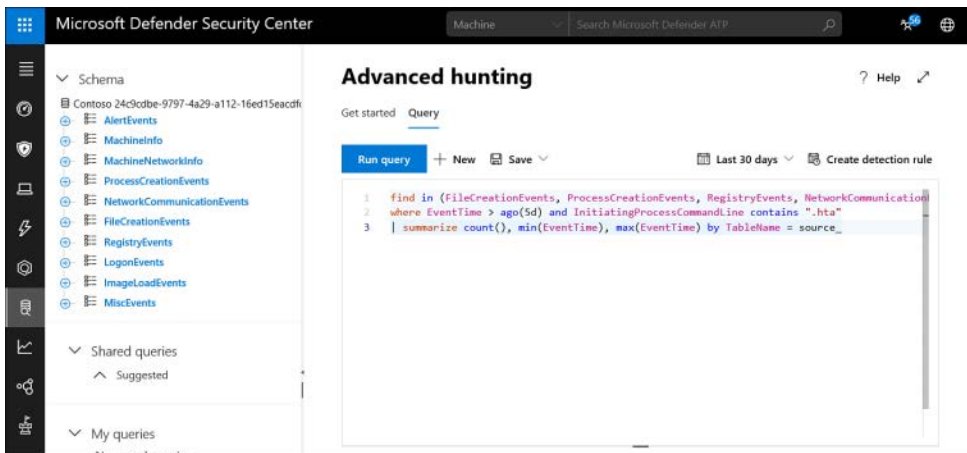 Microsoft Defender Security Center
Machine
Search Microsoft Defender ATP
56
Schema
Contoso 24c9cdbe-9797-4a29-a112-16ed15eacdf
AlertEvents
MachineInfo
MachineNetworkInfo
ProcessCreationEvents
NetworkCommunicationEvents
FileCreationEvents
RegistryEvents
LogonEvents
ImageLoadEvents
MiscEvents
Shared queries
Suggested
My queries
Advanced hunting
? Help
Get started Query
Run query + New Save Last 30 days Create detection rule
1 find in (FileCreationEvents, ProcessCreationEvents, RegistryEvents, NetworkCommunication
2 where EventTime > ago(5d) and InitiatingProcessCommandLine contains ".hta"
3 | summarize count(), min(EventTime), max(EventTime) by TableName = source_